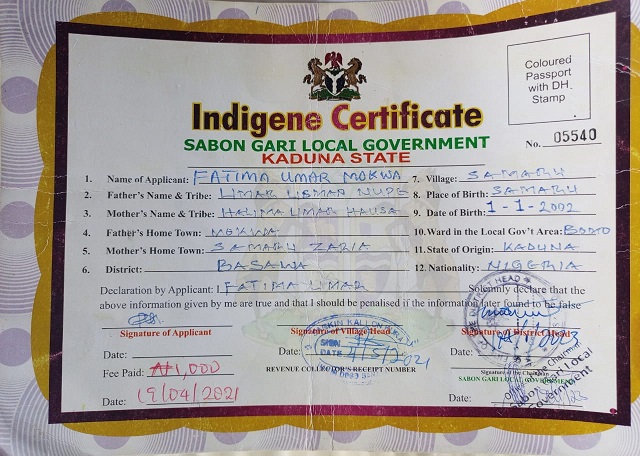 Coloured
Passport
with DH
Stamp
Indigene Certificate
SABON GARI LOCAL GOVERNMENT
KADUNA STATE
No. 05540
1. Name of Applicant: FATIMA UMAR MOKWA 7. Village: SAMARU
2. Father's Name & Tribe: UMAR USMAN NUPE 8. Place of Birth: SAMARU
3. Mother's Name & Tribe: HALIMA UMAR HAUSA 9. Date of Birth: 1-1-2002
4. Father's Home Town: MOKWA 10. Ward in the Local Gov't Area:
5. Mother's Home Town: SAMARU ZARIA 11. State of Origin: KADUNA
6. District: BASAWA 12. Nationality: NIGERIA
Declaration by Applicant: I FATIMA UMAR Solemnly declare that the
above information given by me are true and that I should be penalised if the information later found to be false
Signature of Applicant Signature of Village Head Signature of District Head
Date: Date:
SIGN
DATE
Fee Paid: ₦1,000 REVENUE COLLECTOR'S RECEIPT NUMBER
Date: 19/04/2021
SABON GARI LOCAL GOVERNMENT
Date:
Chairman
Sabon Gari Local
Government